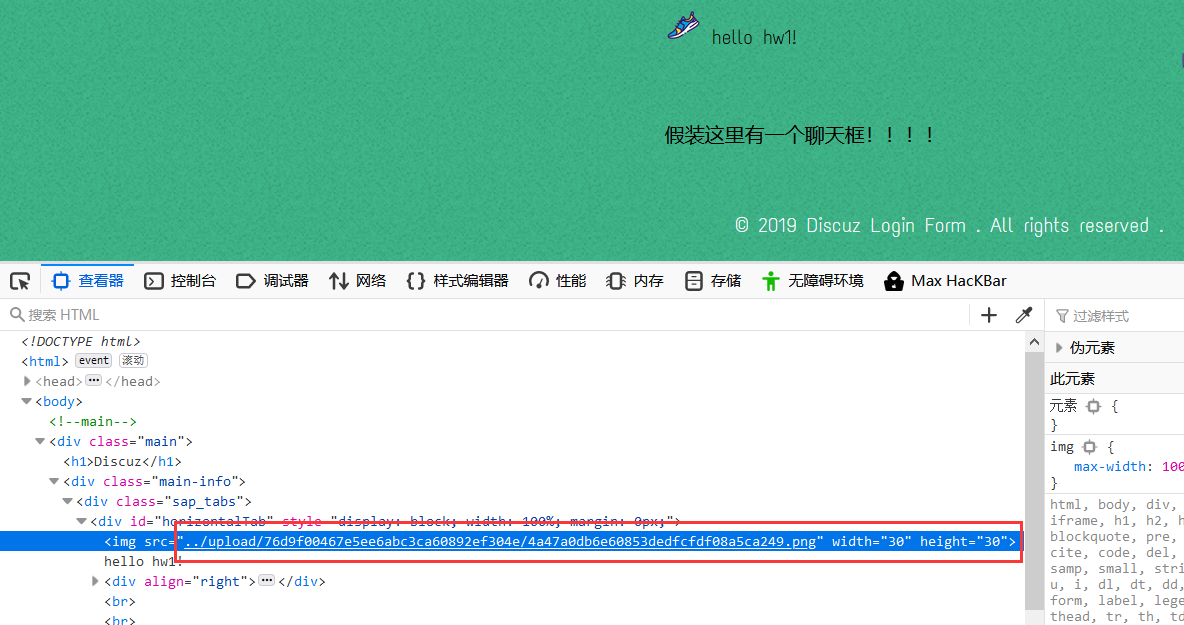 hello hw1!
假装这里有一个聊天框！！！！
© 2019 Discuz Login Form . All rights reserved .
查看器 控制台 调试器 网络 {} 样式编辑器 性能 内存 存储 无障碍环境 Max HacKBar
搜索 HTML
过滤样式
<!DOCTYPE html>
<html> event 滚动
<head> ••• </head>
<body>
<!--main-->
<div class="main">
<h1>Discuz</h1>
<div class="main-info">
<div class="sap_tabs">
<div id="horizontalTab" style="display: block; width: 100%; margin: 0px;">
<img src="../upload/76d9f00467e5ee6abc3ca60892ef304e/4a47a0db6e60853dedfcfdf08a5ca249.png" width="30" height="30">
hello hw1!
<div align="right"> ••• </div>
<br>
<hr>
伪元素
此元素
元素 {
}
img {
max-width: 100
}
html, body, div,
iframe, h1, h2, h
blockquote, pre,
cite, code, del,
samp, small, stri
u, i, dl, dt, dd,
form, label, lege
thead, tr, th, td